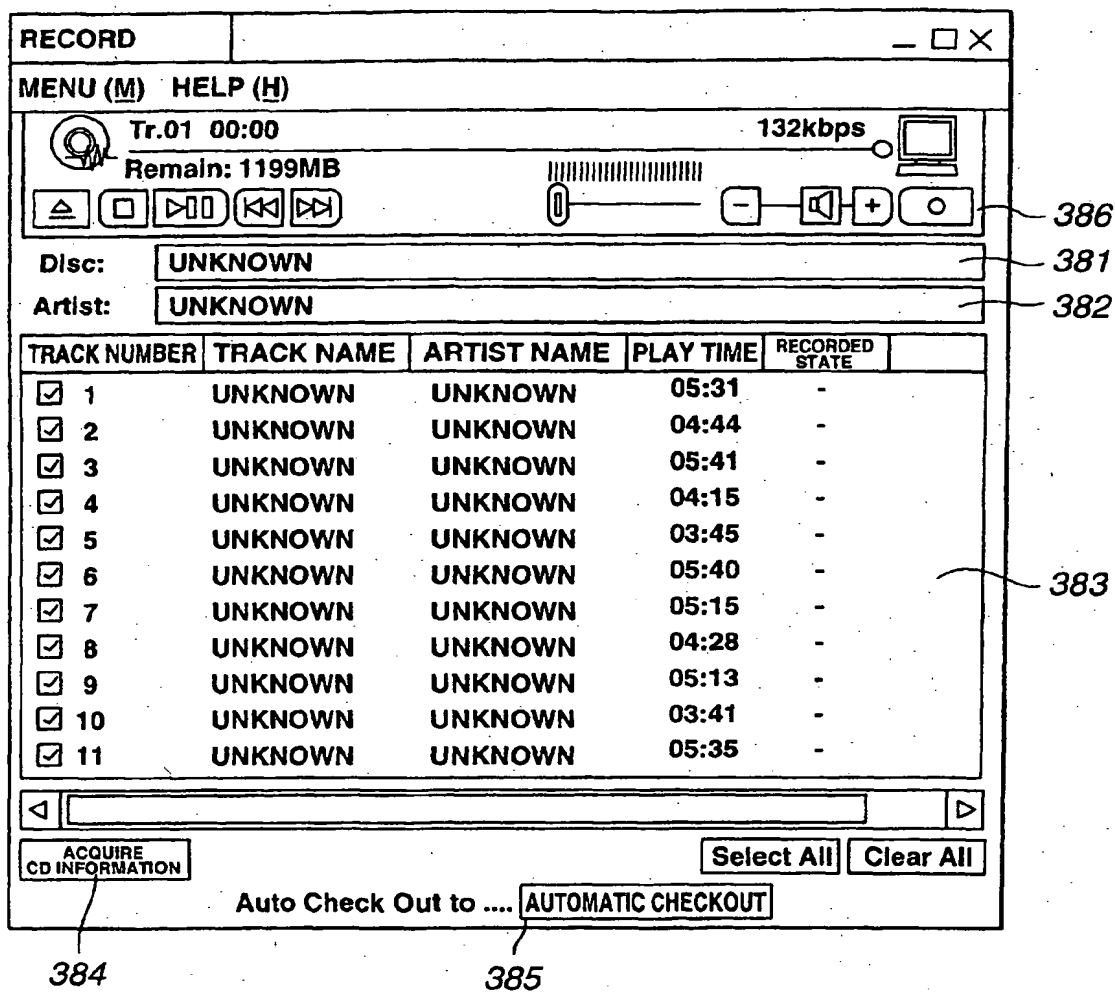 RECORD
MENU (M) HELP (H)
Tr.01 00:00 132kbps
Remain: 1199MB
386
Disc: UNKNOWN 381
Artist: UNKNOWN 382
TRACK NUMBER TRACK NAME ARTIST NAME PLAY TIME RECORDED STATE
1 UNKNOWN UNKNOWN 05:31 -
2 UNKNOWN UNKNOWN 04:44 -
3 UNKNOWN UNKNOWN 05:41 -
4 UNKNOWN UNKNOWN 04:15 -
5 UNKNOWN UNKNOWN 03:45 -
6 UNKNOWN UNKNOWN 05:40 -
383
7 UNKNOWN UNKNOWN 05:15 -
8 UNKNOWN UNKNOWN 04:28 -
9 UNKNOWN UNKNOWN 05:13 -
10 UNKNOWN UNKNOWN 03:41 -
11 UNKNOWN UNKNOWN 05:35 -
ACQUIRE
CD INFORMATION
Select All Clear All
Auto Check Out to .... AUTOMATIC CHECKOUT
384 385